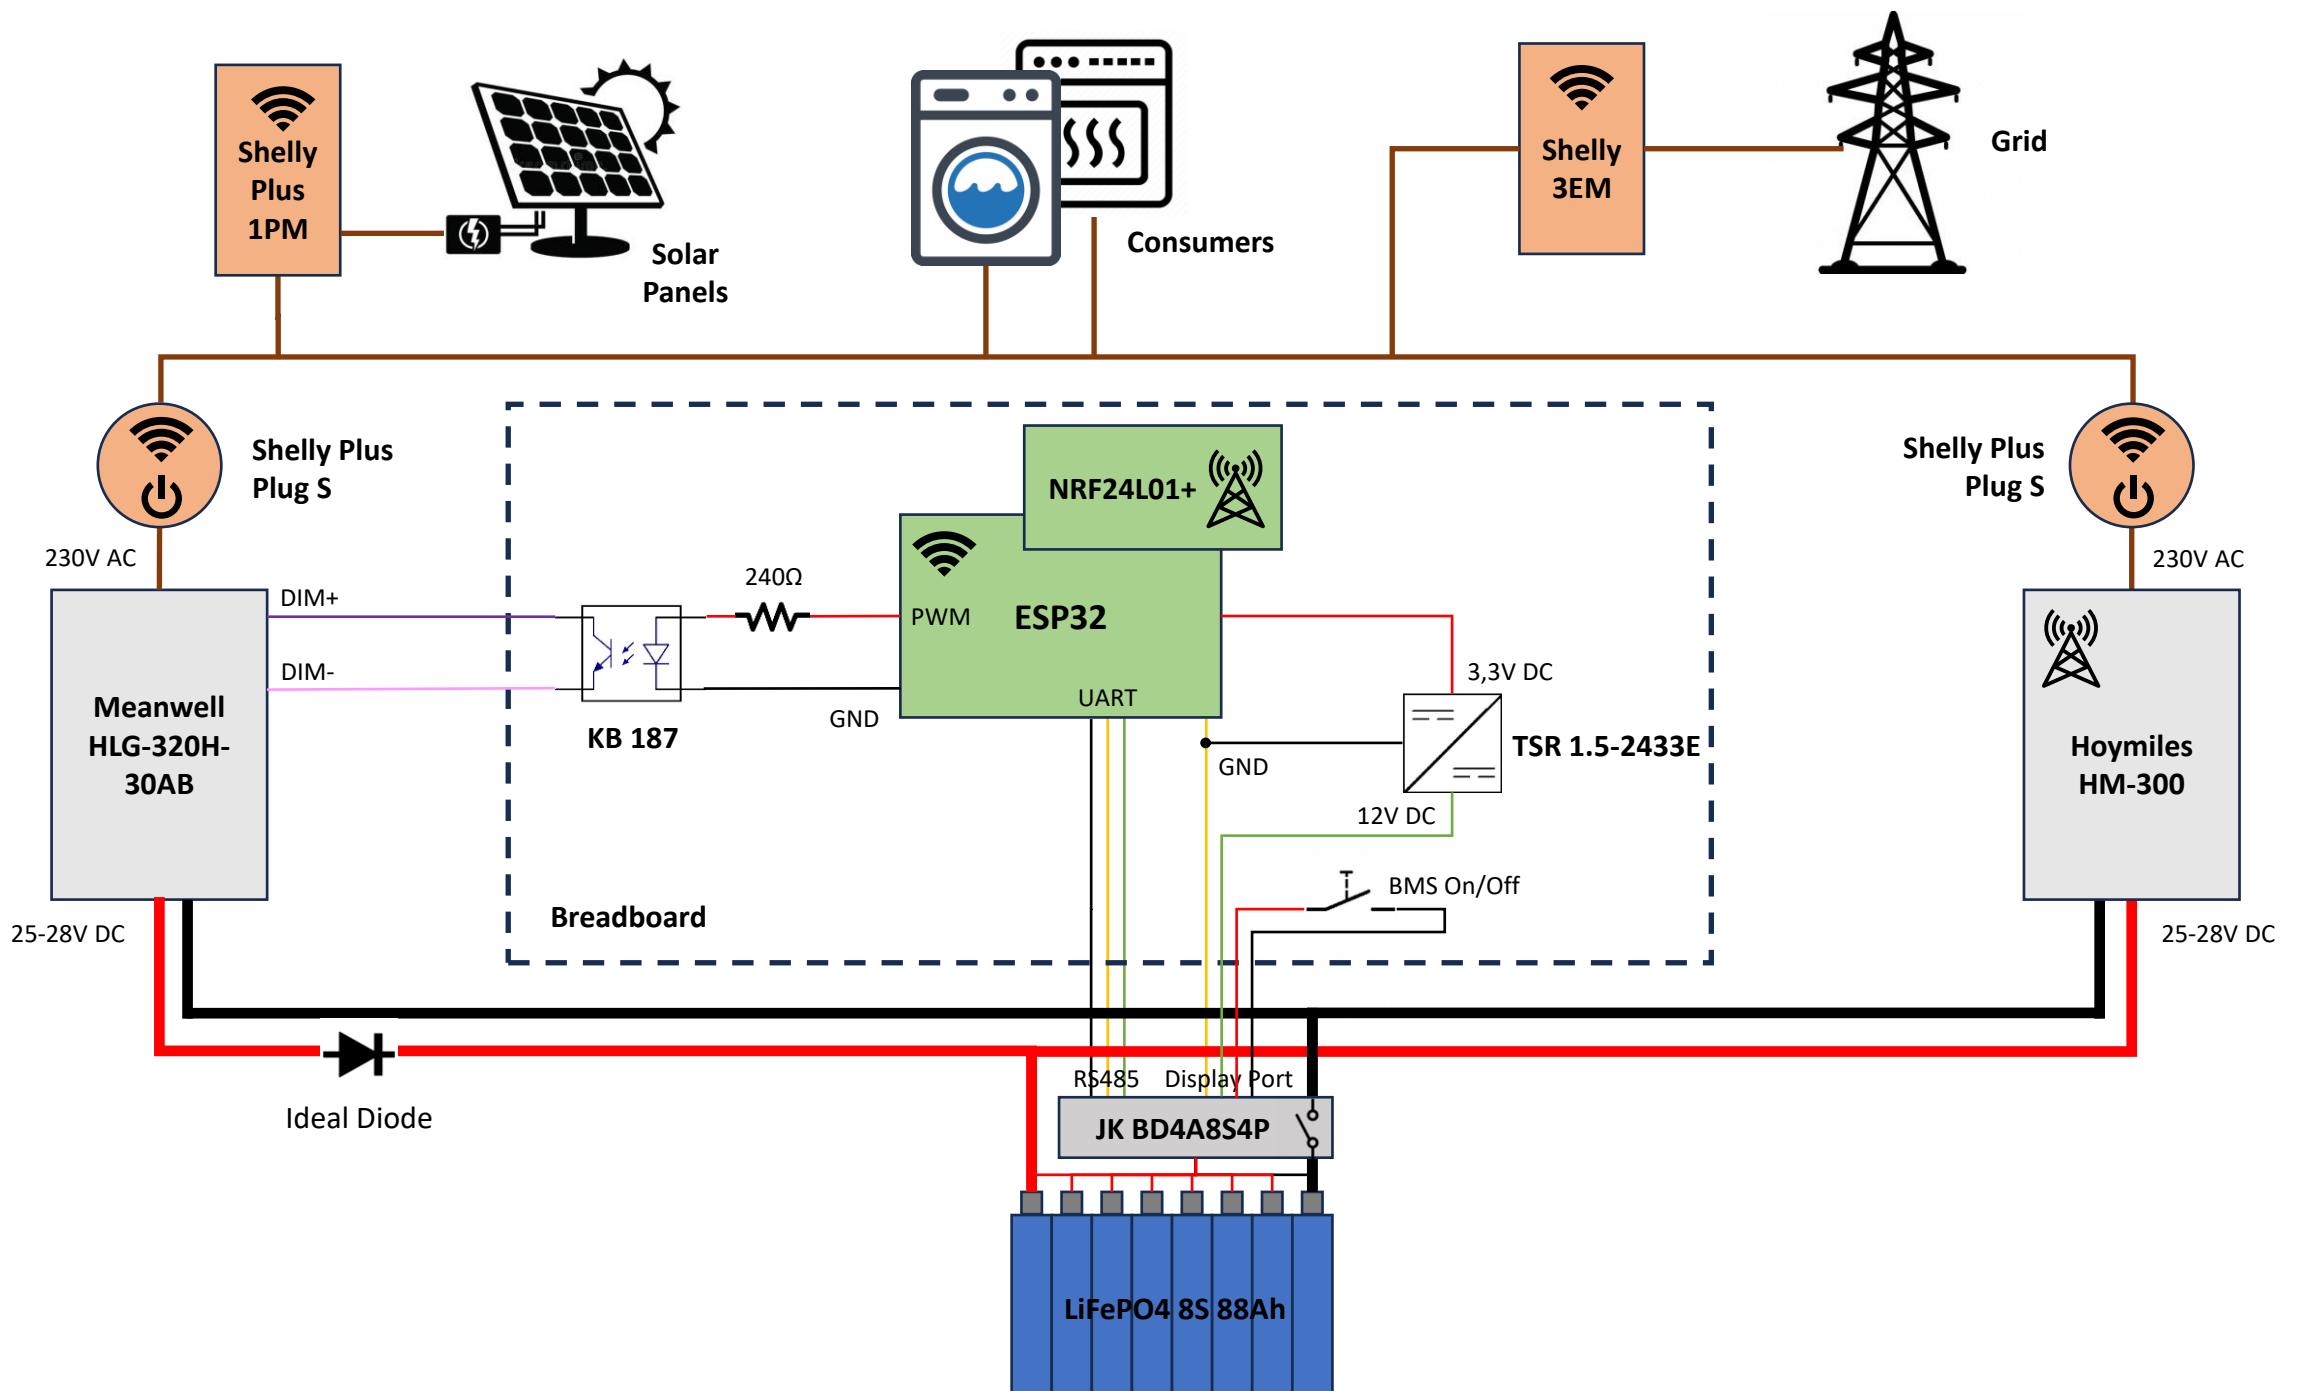 Shelly
Plus
1PM
Solar
Panels
Consumers
Shelly
3EM
Grid
Shelly Plus
Plug S
230V AC
Meanwell
HLG-320H-
30AB
DIM+
DIM-
25-28V DC
KB 187
240Ω
PWM
ESP32
NRF24L01+
UART
GND
3,3V DC
TSR 1.5-2433E
GND
12V DC
BMS On/Off
Breadboard
Shelly Plus
Plug S
230V AC
Hoymiles
HM-300
25-28V DC
Ideal Diode
RS485
Display Port
JK BD4A8S4P
LiFePO4 8S 88Ah